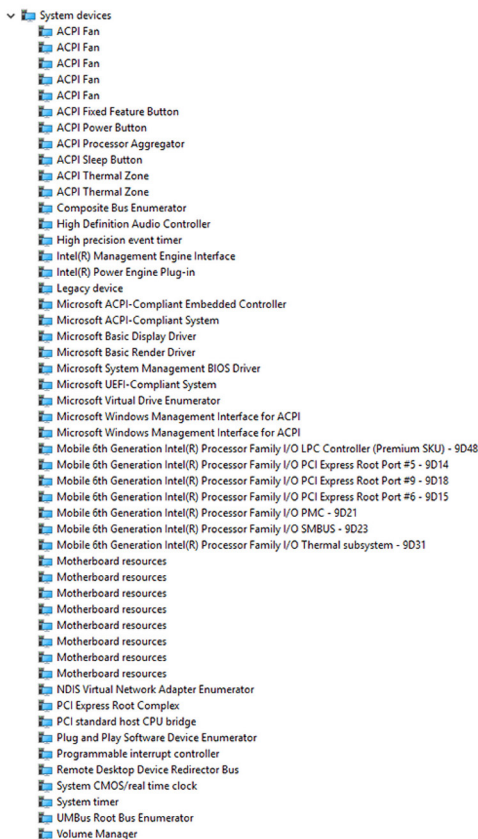 System devices
ACPI Fan
ACPI Fan
ACPI Fan
ACPI Fan
ACPI Fan
ACPI Fixed Feature Button
ACPI Power Button
ACPI Processor Aggregator
ACPI Sleep Button
ACPI Thermal Zone
ACPI Thermal Zone
Composite Bus Enumerator
High Definition Audio Controller
High precision event timer
Intel(R) Management Engine Interface
Intel(R) Power Engine Plug-in
Legacy device
Microsoft ACPI-Compliant Embedded Controller
Microsoft ACPI-Compliant System
Microsoft Basic Display Driver
Microsoft Basic Render Driver
Microsoft System Management BIOS Driver
Microsoft UEFI-Compliant System
Microsoft Virtual Drive Enumerator
Microsoft Windows Management Interface for ACPI
Microsoft Windows Management Interface for ACPI
Mobile 6th Generation Intel(R) Processor Family I/O LPC Controller (Premium SKU) - 9D48
Mobile 6th Generation Intel(R) Processor Family I/O PCI Express Root Port #5 - 9D14
Mobile 6th Generation Intel(R) Processor Family I/O PCI Express Root Port #9 - 9D18
Mobile 6th Generation Intel(R) Processor Family I/O PCI Express Root Port #6 - 9D15
Mobile 6th Generation Intel(R) Processor Family I/O PMC - 9D21
Mobile 6th Generation Intel(R) Processor Family I/O SMBUS - 9D23
Mobile 6th Generation Intel(R) Processor Family I/O Thermal subsystem - 9D31
Motherboard resources
Motherboard resources
Motherboard resources
Motherboard resources
Motherboard resources
Motherboard resources
Motherboard resources
Motherboard resources
NDIS Virtual Network Adapter Enumerator
PCI Express Root Complex
PCI standard host CPU bridge
Plug and Play Software Device Enumerator
Programmable interrupt controller
Remote Desktop Device Redirector Bus
System CMOS/real time clock
System timer
UMBus Root Bus Enumerator
Volume Manager